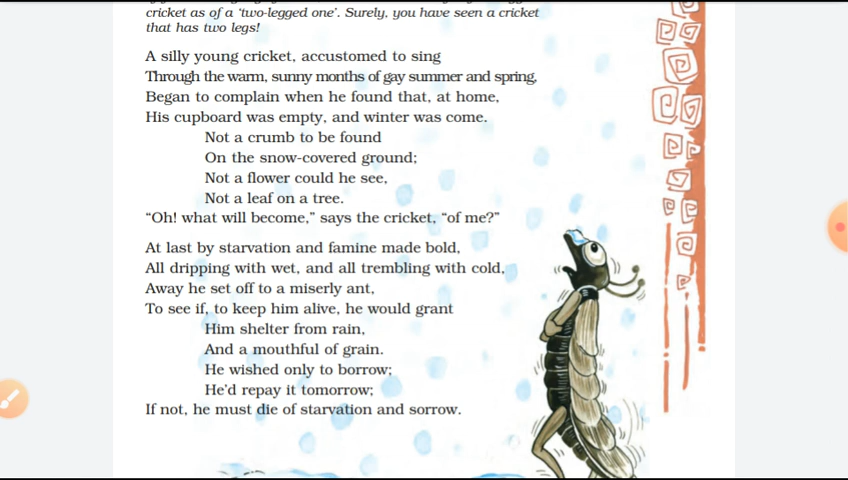 cricket as of a ‘two-legged one’. Surely, you have seen a cricket
that has two legs!
A silly young cricket, accustomed to sing
Through the warm, sunny months of gay summer and spring,
Began to complain when he found that, at home,
His cupboard was empty, and winter was come.
Not a crumb to be found
On the snow-covered ground;
Not a flower could he see,
Not a leaf on a tree.
“Oh! what will become,” says the cricket, “of me?”
At last by starvation and famine made bold,
All dripping with wet, and all trembling with cold,
Away he set off to a miserly ant,
To see if, to keep him alive, he would grant
Him shelter from rain,
And a mouthful of grain.
He wished only to borrow;
He’d repay it tomorrow;
If not, he must die of starvation and sorrow.